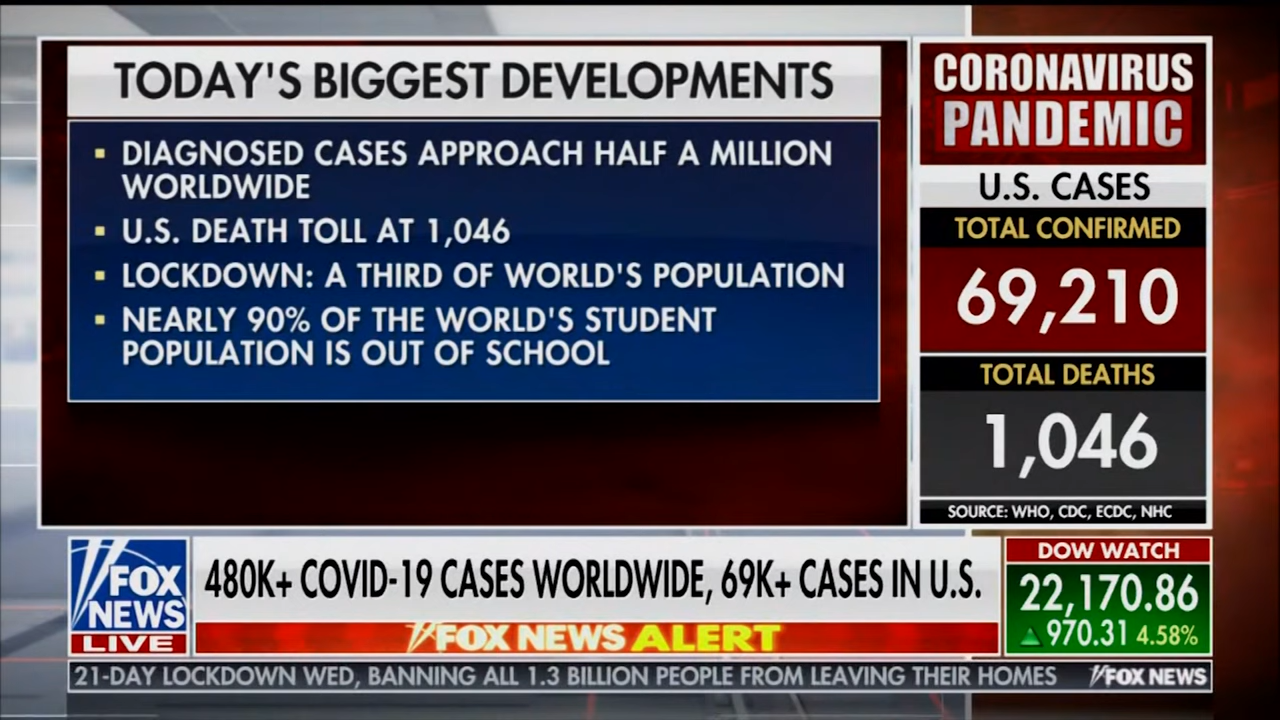 TODAY'S BIGGEST DEVELOPMENTS
▪ DIAGNOSED CASES APPROACH HALF A MILLION
WORLDWIDE
▪ U.S. DEATH TOLL AT 1,046
▪ LOCKDOWN: A THIRD OF WORLD'S POPULATION
▪ NEARLY 90% OF THE WORLD'S STUDENT
POPULATION IS OUT OF SCHOOL
CORONAVIRUS
PANDEMIC
U.S. CASES
TOTAL CONFIRMED
69,210
TOTAL DEATHS
1,046
SOURCE: WHO, CDC, ECDC, NHC
FOX
NEWS
LIVE
480K+ COVID-19 CASES WORLDWIDE, 69K+ CASES IN U.S.
FOX NEWS ALERT
DOW WATCH
22,170.86
▲ 970.31 4.58%
21-DAY LOCKDOWN WED, BANNING ALL 1.3 BILLION PEOPLE FROM LEAVING THEIR HOMES
FOX NEWS